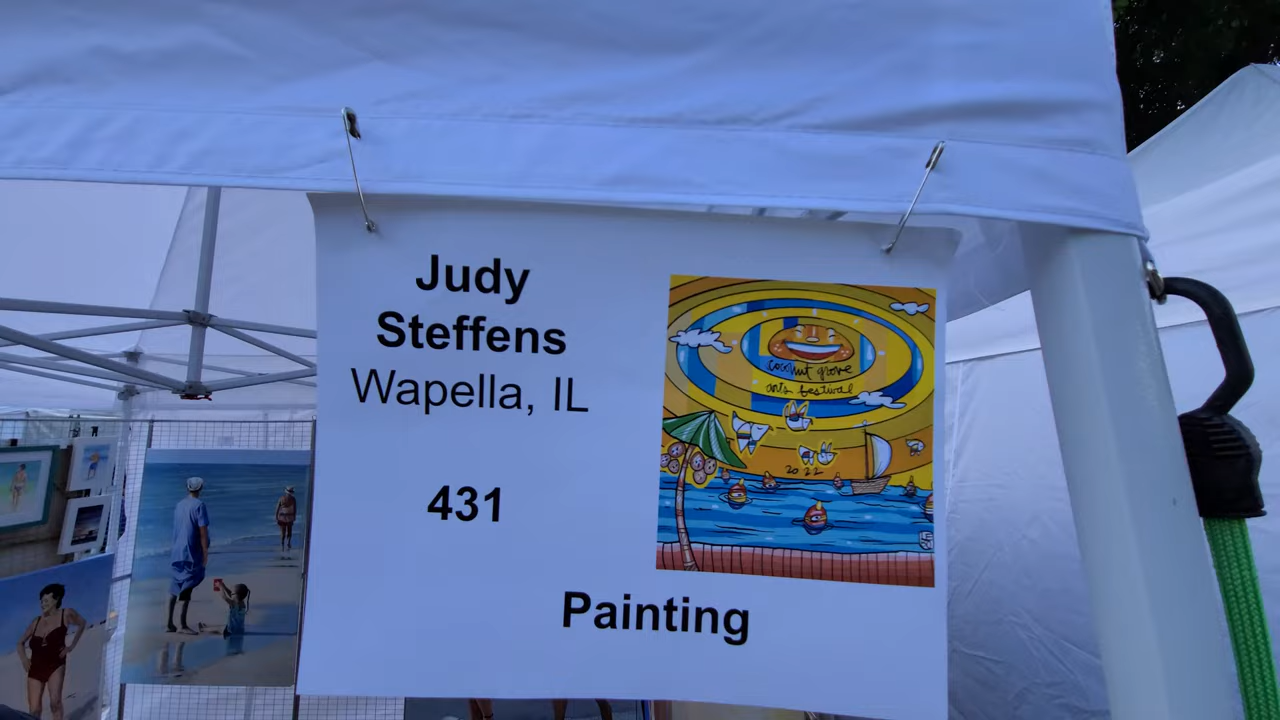 Judy
Steffens
Wapella, IL
431
coconut grove
arts festival
2022
Painting